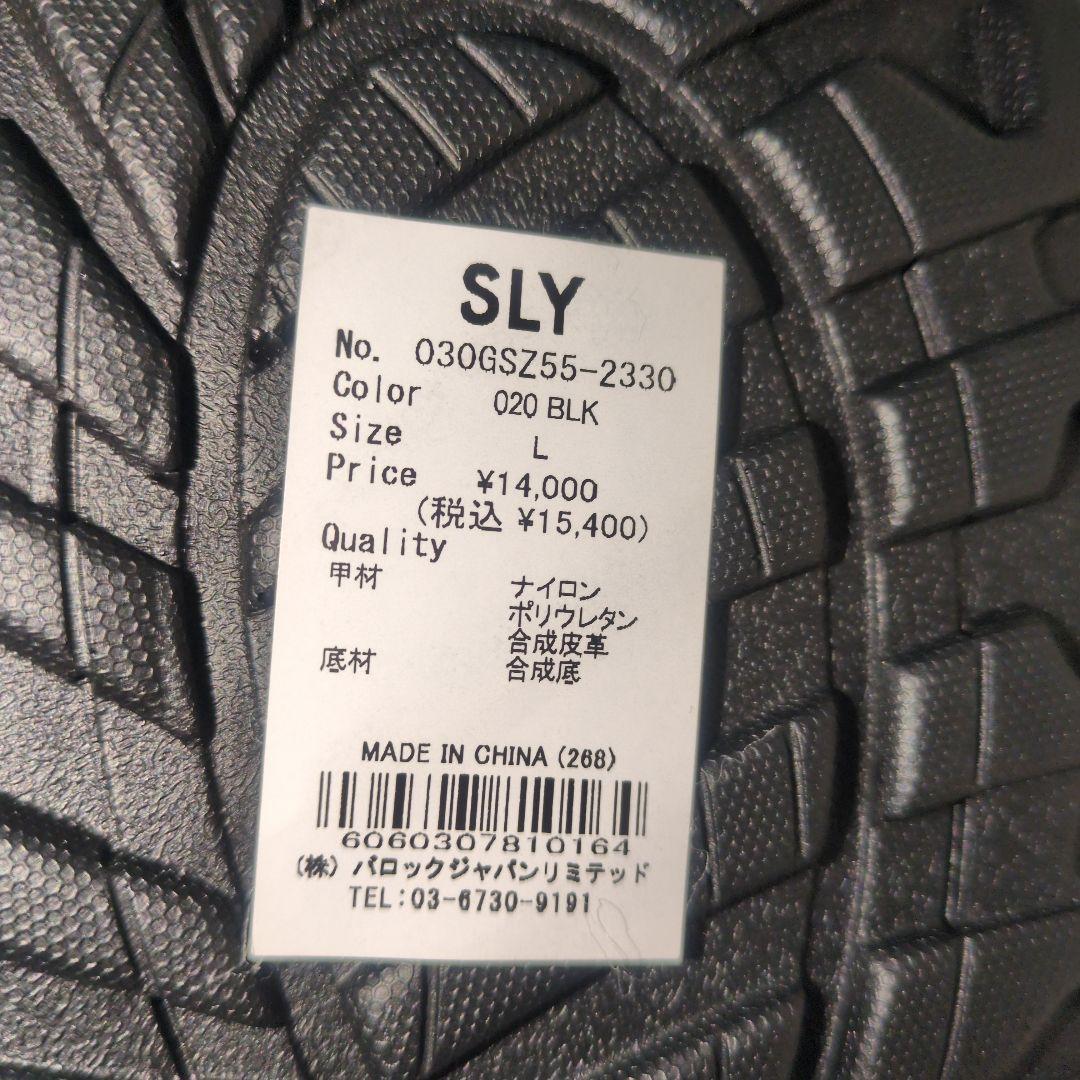 SLY
No. 030GSZ55-2330
Color 020 BLK
Size L
Price ¥14,000
(税込 ¥15,400)
Quality
甲材 ナイロン
ポリウレタン
合成皮革
底材 合成底
MADE IN CHINA (268)
6060307810164
(株) バロックジャパンリミテッド
TEL:03-6730-9191